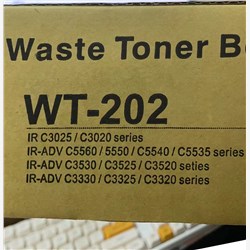 Waste Toner B
WT-202
IR C3025 / C3020 series
IR-ADV C5560 / 5550 / C5540 / C5535 series
IR-ADV C3530 / C3525 / C3520 seties
IR-ADV C3330 / C3325 / C3320 series